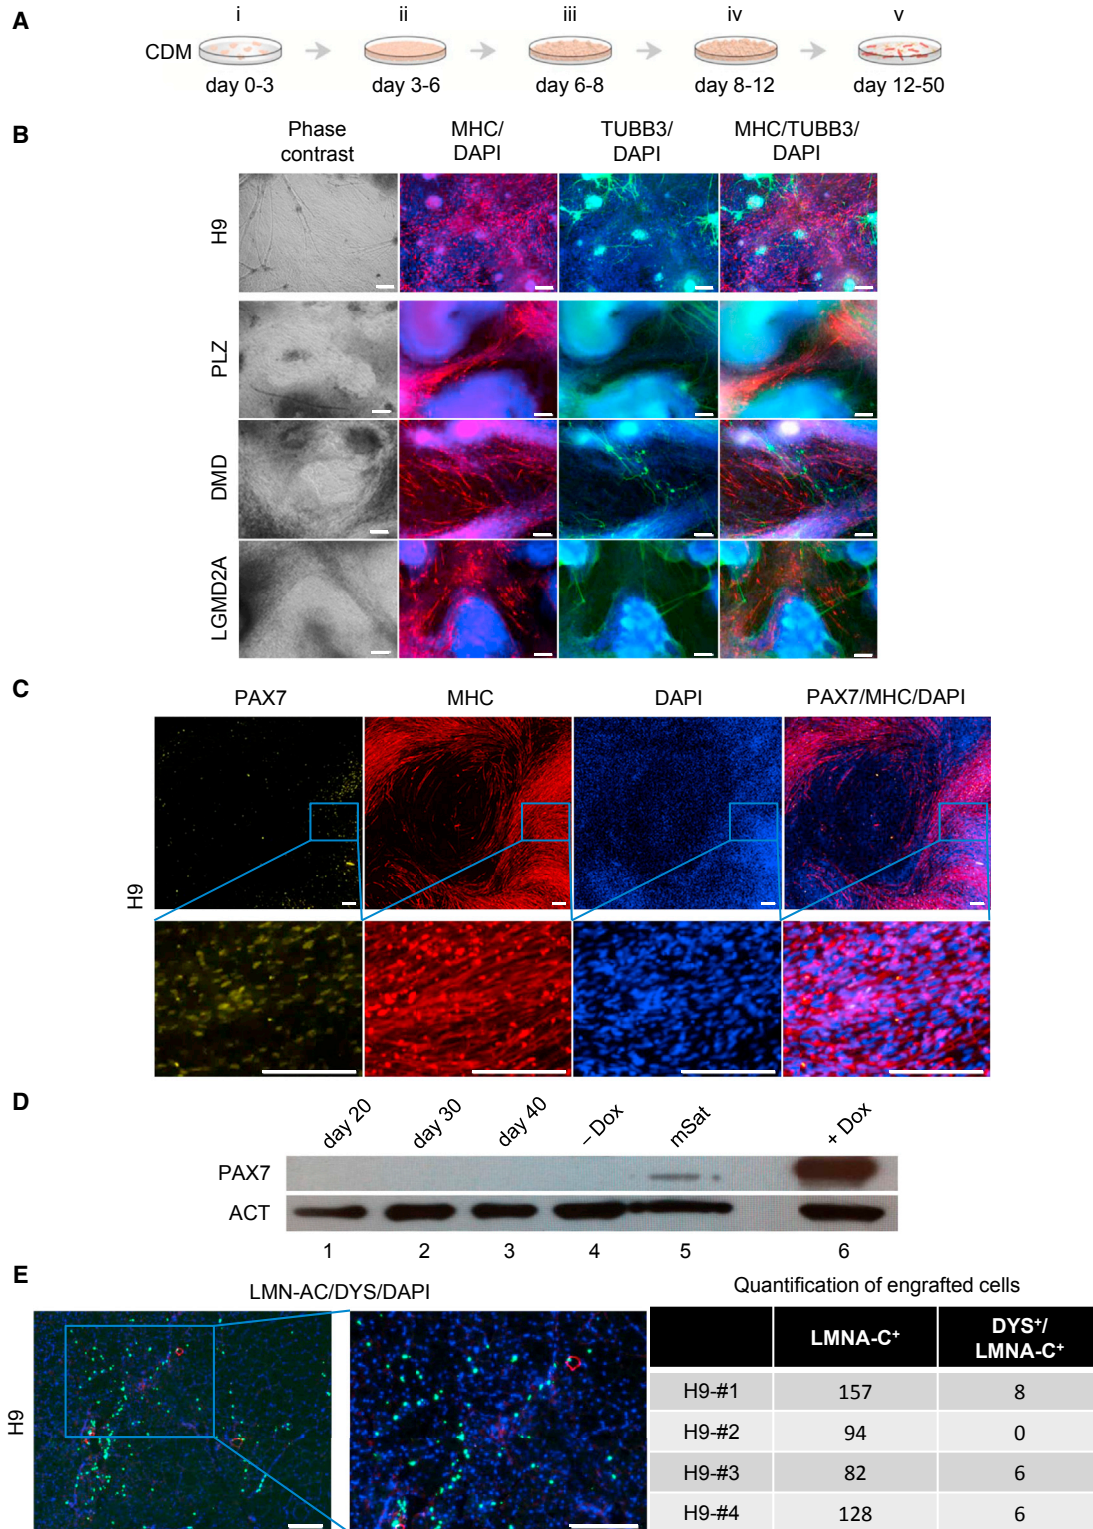 A
i ii iii iv v
CDM
day 0-3 day 3-6 day 6-8 day 8-12 day 12-50
B
Phase contrast
MHC/ DAPI
TUBB3/ DAPI
MHC/TUBB3/ DAPI
H9
PLZ
DMD
LGMD2A
C
PAX7 MHC DAPI PAX7/MHC/DAPI
H9
D
day 20 day 30 day 40 – Dox mSat + Dox
PAX7
ACT
1 2 3 4 5 6
E
LMN-AC/DYS/DAPI
H9
Quantification of engrafted cells
LMNA-C⁺ DYS⁺/ LMNA-C⁺
H9-#1 157 8
H9-#2 94 0
H9-#3 82 6
H9-#4 128 6